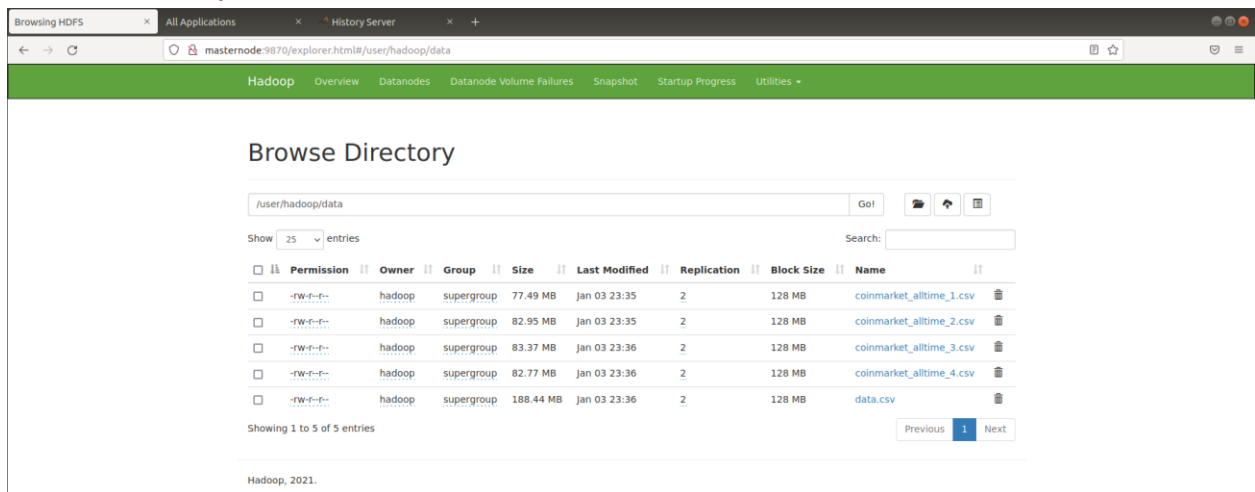 Browsing HDFS × All Applications × History Server × +
masternode:9870/explorer.html#/user/hadoop/data
Hadoop Overview Datanodes Datanode Volume Failures Snapshot Startup Progress Utilities
Browse Directory
/user/hadoop/data Go!
Show 25 entries Search:
Permission Owner Group Size Last Modified Replication Block Size Name
-rw-r--r-- hadoop supergroup 77.49 MB Jan 03 23:35 2 128 MB coinmarket_alltime_1.csv
-rw-r--r-- hadoop supergroup 82.95 MB Jan 03 23:35 2 128 MB coinmarket_alltime_2.csv
-rw-r--r-- hadoop supergroup 83.37 MB Jan 03 23:36 2 128 MB coinmarket_alltime_3.csv
-rw-r--r-- hadoop supergroup 82.77 MB Jan 03 23:36 2 128 MB coinmarket_alltime_4.csv
-rw-r--r-- hadoop supergroup 188.44 MB Jan 03 23:36 2 128 MB data.csv
Showing 1 to 5 of 5 entries Previous 1 Next
Hadoop, 2021.